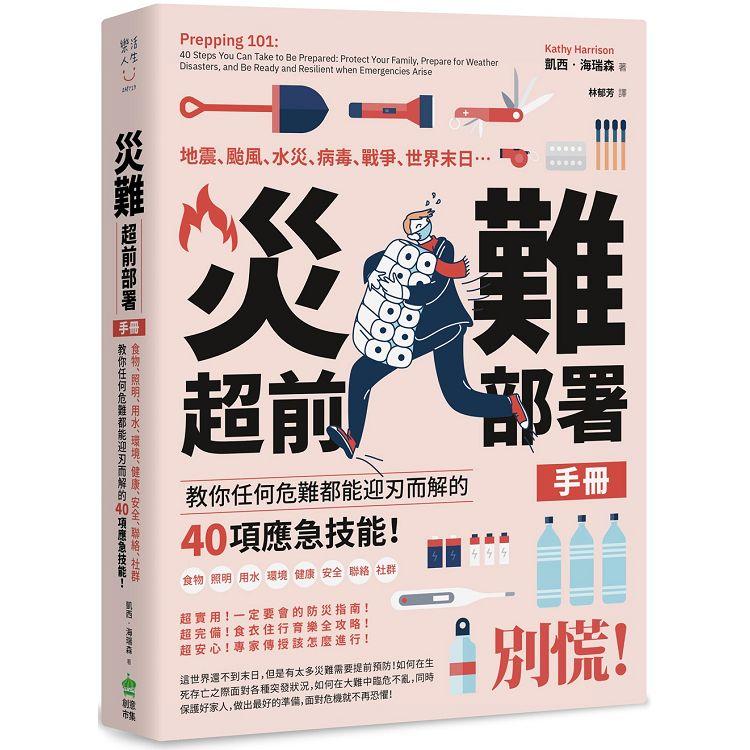 Prepping 101:
40 Steps You Can Take to Be Prepared: Protect Your Family, Prepare for Weather
Disasters, and Be Ready and Resilient when Emergencies Arise
Kathy Harrison
凱西．海瑞森 著
林郁芳 譯
地震、颱風、水災、病毒、戰爭、世界末日…
災難
超前部署
手冊
教你任何危難都能迎刃而解的
40項應急技能！
食物 照明 用水 環境 健康 安全 聯絡 社群
超實用！一定要會的防災指南！
超完備！食衣住行育樂全攻略！
超安心！專家傳授該怎麼進行！
別慌！
這世界還不到末日，但是有太多災難需要提前預防！如何在生
死存亡之際面對各種突發狀況，如何在大難中臨危不亂，同時
保護好家人，做出最好的準備，面對危機就不再恐懼！
樂活
人生
災難
超前部署
手冊
食物、照明、用水、環境、健康、安全、聯絡、社群
教你任何危難都能迎刃而解的40項應急技能！
凱西．海瑞森 著
創意
市集